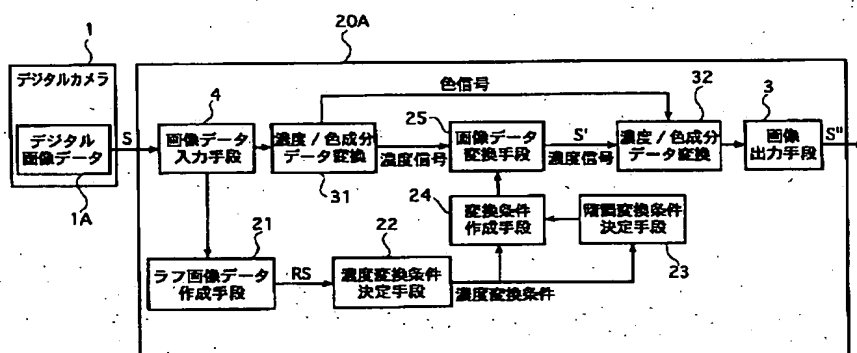 20A
1
デジタルカメラ
デジタル
画像データ
1A
S
4
画像データ
入力手段
色信号
濃度/色成分
データ変換
31
濃度信号
25
画像データ
変換手段
S'
濃度信号
32
濃度/色成分
データ変換
3
画像
出力手段
S"
24
変換条件
作成手段
階調変換条件
決定手段
23
21
ラフ画像データ
作成手段
RS
22
濃度変換条件
決定手段
濃度変換条件